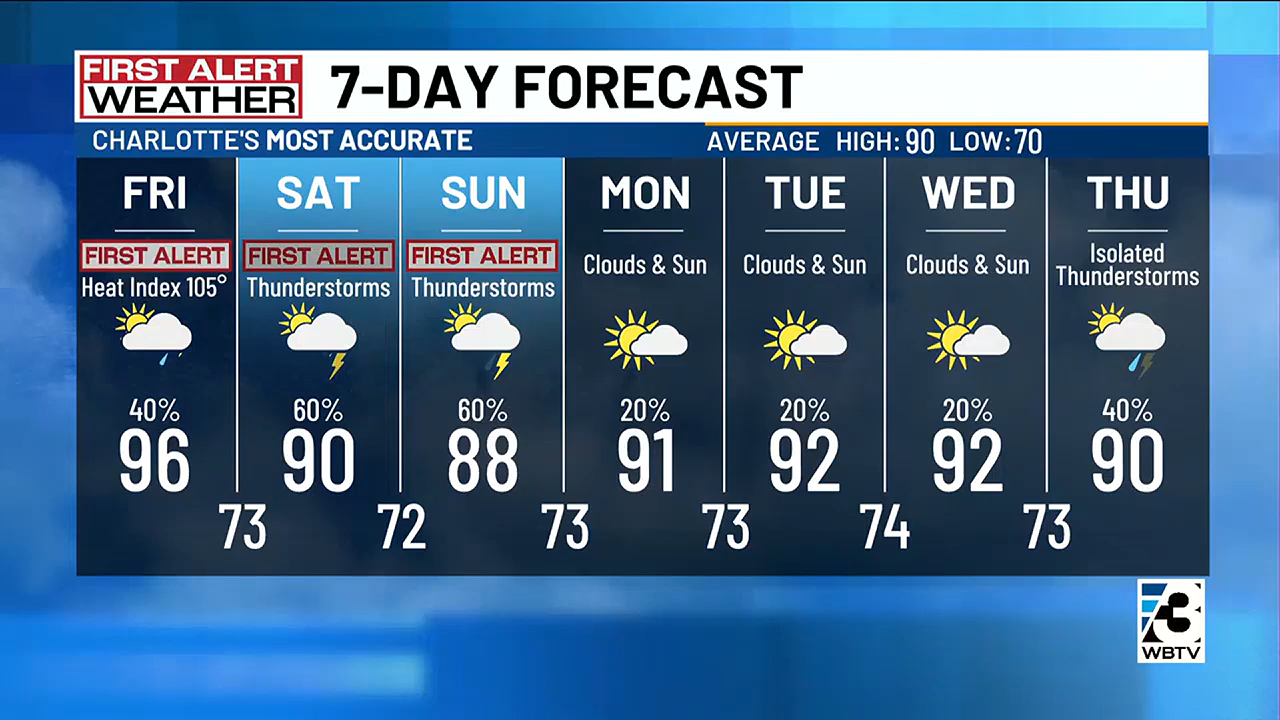 FIRST ALERT
WEATHER
7-DAY FORECAST
CHARLOTTE'S MOST ACCURATE
AVERAGE HIGH: 90 LOW: 70
FRI
FIRST ALERT
Heat Index 105°
40%
96
SAT
FIRST ALERT
Thunderstorms
60%
90
SUN
FIRST ALERT
Thunderstorms
60%
88
MON
Clouds & Sun
20%
91
TUE
Clouds & Sun
20%
92
WED
Clouds & Sun
20%
92
THU
Isolated
Thunderstorms
40%
90
73 72 73 73 74 73
3
WBTV